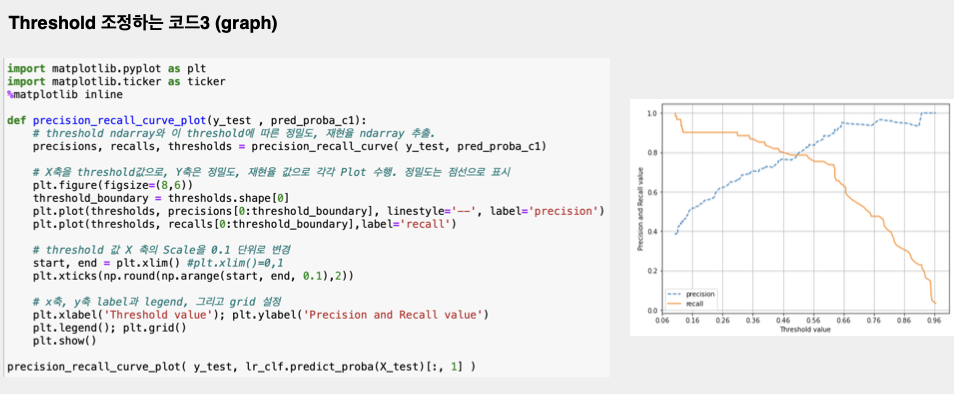 Threshold 조정하는 코드3 (graph)
import matplotlib.pyplot as plt
import matplotlib.ticker as ticker
%matplotlib inline
def precision_recall_curve_plot(y_test , pred_proba_c1):
# threshold ndarray와 이 threshold에 따른 정밀도, 재현율 ndarray 추출.
precisions, recalls, thresholds = precision_recall_curve( y_test, pred_proba_c1)
# X축을 threshold값으로, Y축은 정밀도, 재현율 값으로 각각 Plot 수행. 정밀도는 점선으로 표시
plt.figure(figsize=(8,6))
threshold_boundary = thresholds.shape[0]
plt.plot(thresholds, precisions[0:threshold_boundary], linestyle='--', label='precision')
plt.plot(thresholds, recalls[0:threshold_boundary],label='recall')
# threshold 값 X 축의 Scale을 0.1 단위로 변경
start, end = plt.xlim() #plt.xlim()=0,1
plt.xticks(np.round(np.arange(start, end, 0.1),2))
# x축, y축 label과 legend, 그리고 grid 설정
plt.xlabel('Threshold value'); plt.ylabel('Precision and Recall value')
plt.legend(); plt.grid()
plt.show()
precision_recall_curve_plot( y_test, lr_clf.predict_proba(X_test)[:, 1] )
1.0
0.8
0.6
0.4
0.2
0.0
Precision and Recall value
precision
recall
0.06 0.16 0.26 0.36 0.46 0.56 0.66 0.76 0.86 0.96
Threshold value